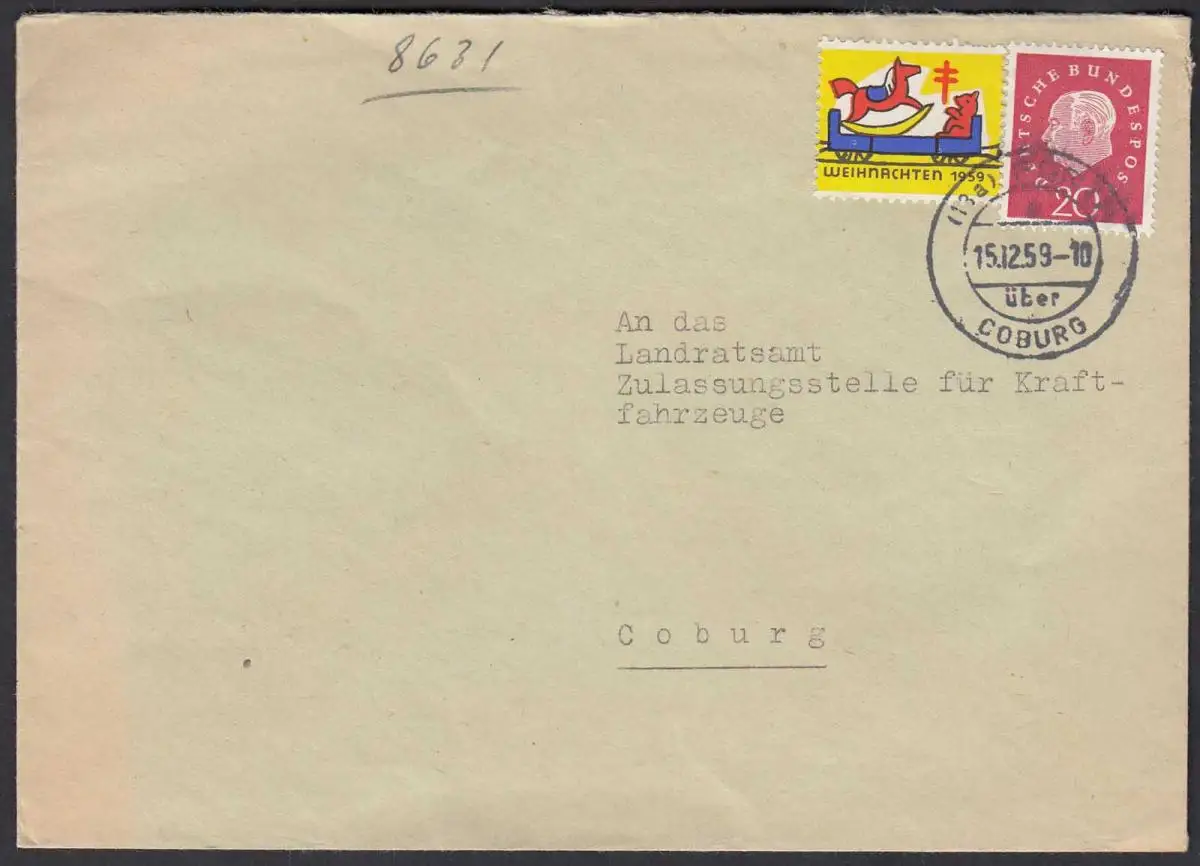 8631
WEIHNACHTEN 1959
DEUTSCHE BUNDESPOST
20
(13a)
15.12.59-10
über
COBURG
An das
Landratsamt
Zulassungsstelle für Kraft-
fahrzeuge
Coburg